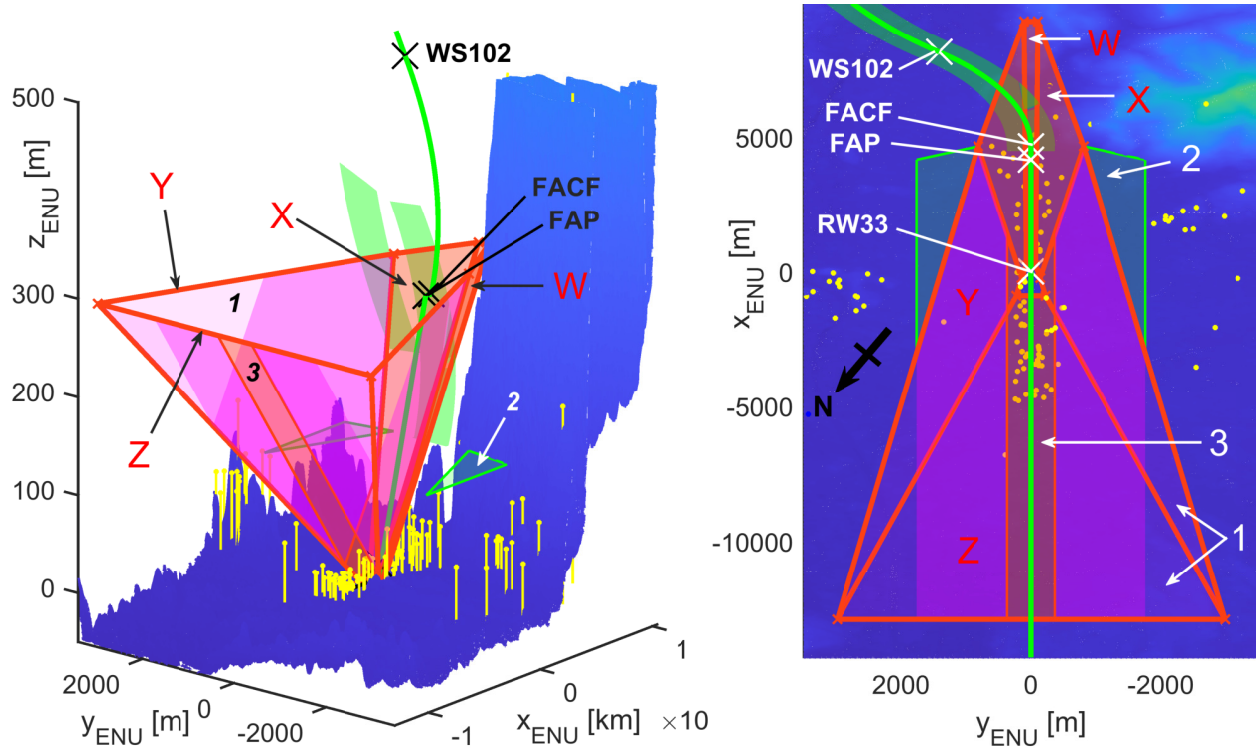 500
400
300
200
100
0
z_ENU [m]
WS102
Y
X
FACF
FAP
W
1
3
Z
2
2000
0
-2000
y_ENU [m]
-1
0
1
x_ENU [km] ×10
WS102
FACF
FAP
RW33
W
X
2
Y
N
3
Z
1
5000
0
-5000
-10000
x_ENU [m]
2000
0
-2000
y_ENU [m]